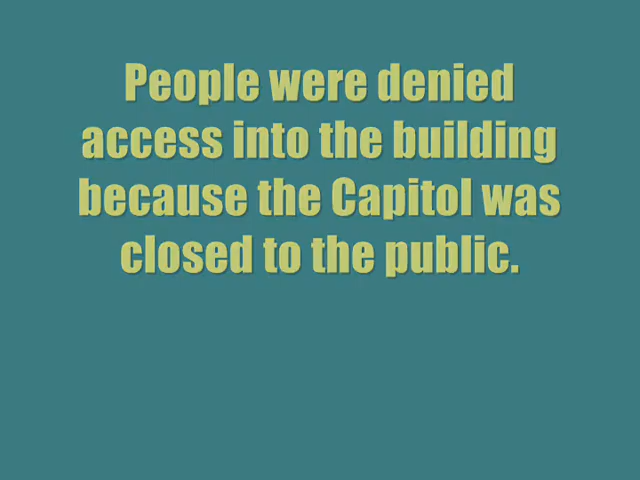 People were denied
access into the building
because the Capitol was
closed to the public.